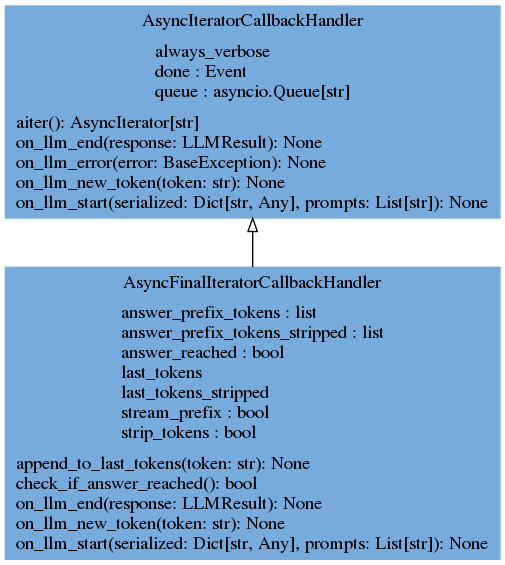 AsyncIteratorCallbackHandler
always_verbose
done : Event
queue : asyncio.Queue[str]
aiter(): AsyncIterator[str]
on_llm_end(response: LLMResult): None
on_llm_error(error: BaseException): None
on_llm_new_token(token: str): None
on_llm_start(serialized: Dict[str, Any], prompts: List[str]): None
AsyncFinalIteratorCallbackHandler
answer_prefix_tokens : list
answer_prefix_tokens_stripped : list
answer_reached : bool
last_tokens
last_tokens_stripped
stream_prefix : bool
strip_tokens : bool
append_to_last_tokens(token: str): None
check_if_answer_reached(): bool
on_llm_end(response: LLMResult): None
on_llm_new_token(token: str): None
on_llm_start(serialized: Dict[str, Any], prompts: List[str]): None